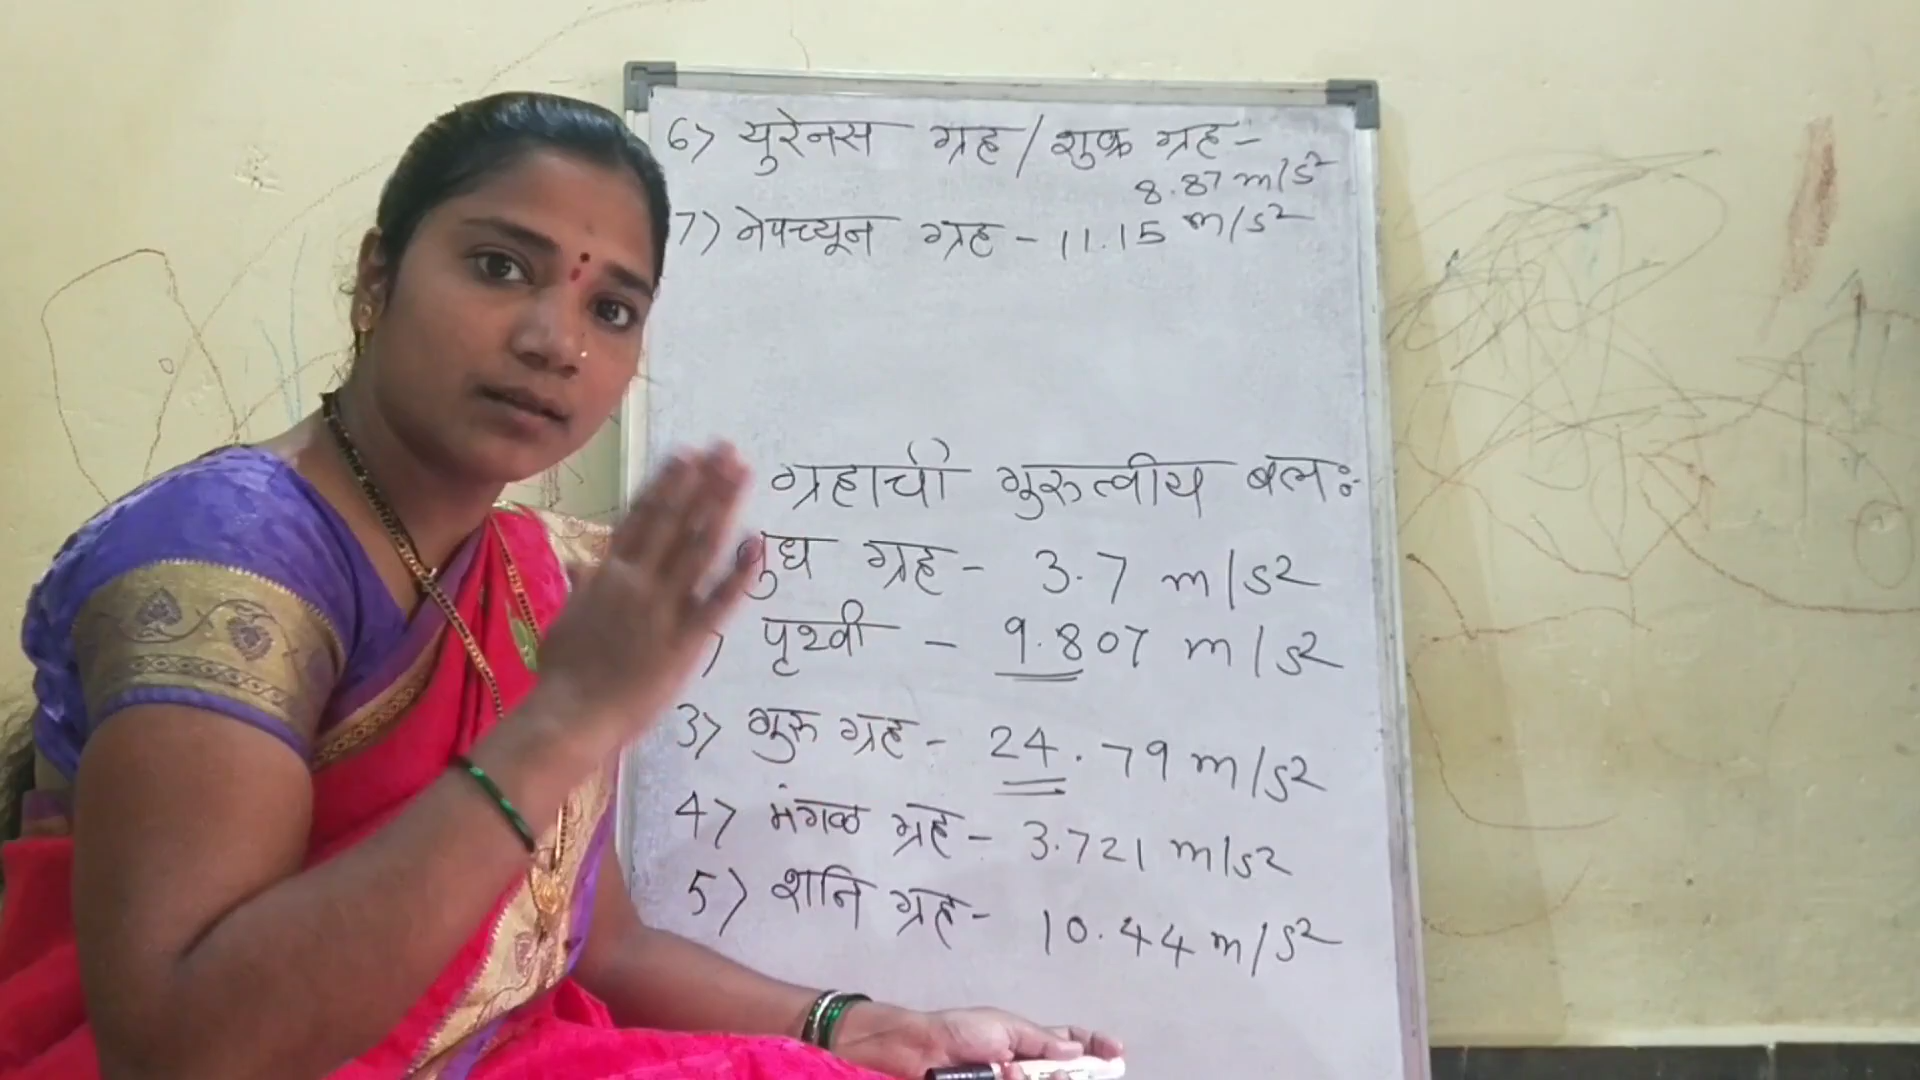 6) युरेनस ग्रह / शुक्र ग्रह -
8.87 m/s²
7) नेपच्यून ग्रह - 11.15 m/s²
ग्रहाची गुरुत्वीय बल:
बुध ग्रह - 3.7 m/s²
) पृथ्वी - 9.807 m/s²
3) गुरु ग्रह - 24.79 m/s²
4) मंगळ ग्रह - 3.721 m/s²
5) शनि ग्रह - 10.44 m/s²